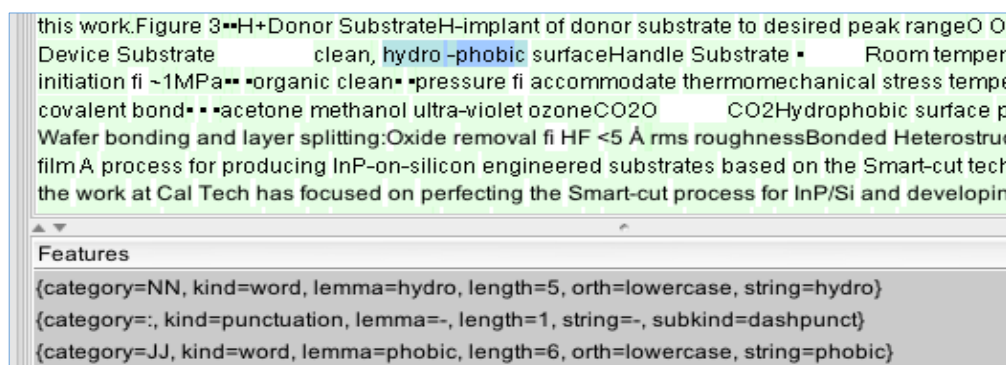 this work.Figure 3▪▪H+Donor SubstrateH-implant of donor substrate to desired peak rangeO O
Device Substrate clean, hydro -phobic surfaceHandle Substrate ▪ Room temper
initiation fi ~1MPa▪▪ ▪organic clean▪ ▪pressure fi accommodate thermomechanical stress tempe
covalent bond▪ ▪ ▪acetone methanol ultra-violet ozoneCO2O CO2Hydrophobic surface p
Wafer bonding and layer splitting:Oxide removal fi HF <5 Å rms roughnessBonded Heterostruc
film A process for producing InP-on-silicon engineered substrates based on the Smart-cut tech
the work at Cal Tech has focused on perfecting the Smart-cut process for InP/Si and developin
Features
{category=NN, kind=word, lemma=hydro, length=5, orth=lowercase, string=hydro}
{category=:, kind=punctuation, lemma=-, length=1, string=-, subkind=dashpunct}
{category=JJ, kind=word, lemma=phobic, length=6, orth=lowercase, string=phobic}